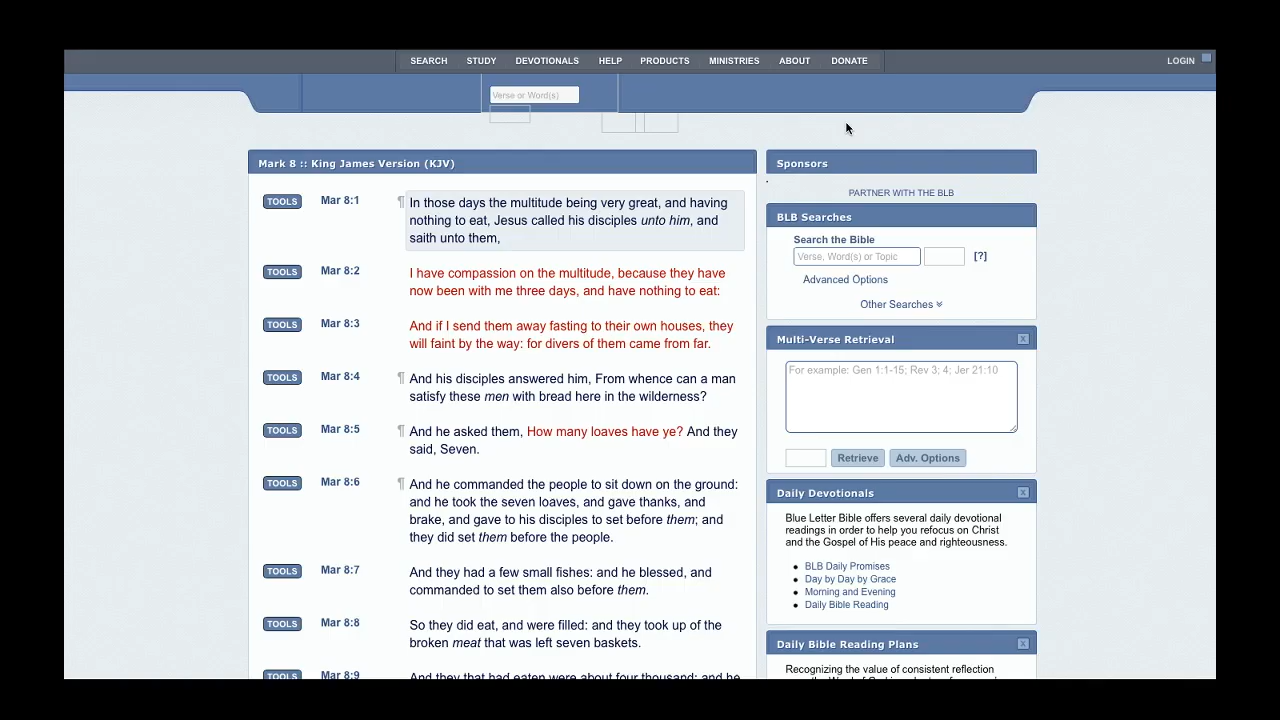 SEARCH STUDY DEVOTIONALS HELP PRODUCTS MINISTRIES ABOUT DONATE LOGIN
Verse or Word(s)
Mark 8 :: King James Version (KJV)
TOOLS Mar 8:1 ¶ In those days the multitude being very great, and having
nothing to eat, Jesus called his disciples unto him, and
saith unto them,
TOOLS Mar 8:2 I have compassion on the multitude, because they have
now been with me three days, and have nothing to eat:
TOOLS Mar 8:3 And if I send them away fasting to their own houses, they
will faint by the way: for divers of them came from far.
TOOLS Mar 8:4 ¶ And his disciples answered him, From whence can a man
satisfy these men with bread here in the wilderness?
TOOLS Mar 8:5 ¶ And he asked them, How many loaves have ye? And they
said, Seven.
TOOLS Mar 8:6 ¶ And he commanded the people to sit down on the ground:
and he took the seven loaves, and gave thanks, and
brake, and gave to his disciples to set before them; and
they did set them before the people.
TOOLS Mar 8:7 And they had a few small fishes: and he blessed, and
commanded to set them also before them.
TOOLS Mar 8:8 So they did eat, and were filled: and they took up of the
broken meat that was left seven baskets.
TOOLS Mar 8:9 And they that had eaten were about four thousand: and he
Sponsors
PARTNER WITH THE BLB
BLB Searches
Search the Bible
Verse, Word(s) or Topic [?]
Advanced Options
Other Searches
Multi-Verse Retrieval X
For example: Gen 1:1-15; Rev 3; 4; Jer 21:10
Retrieve Adv. Options
Daily Devotionals X
Blue Letter Bible offers several daily devotional
readings in order to help you refocus on Christ
and the Gospel of His peace and righteousness.
• BLB Daily Promises
• Day by Day by Grace
• Morning and Evening
• Daily Bible Reading
Daily Bible Reading Plans X
Recognizing the value of consistent reflection